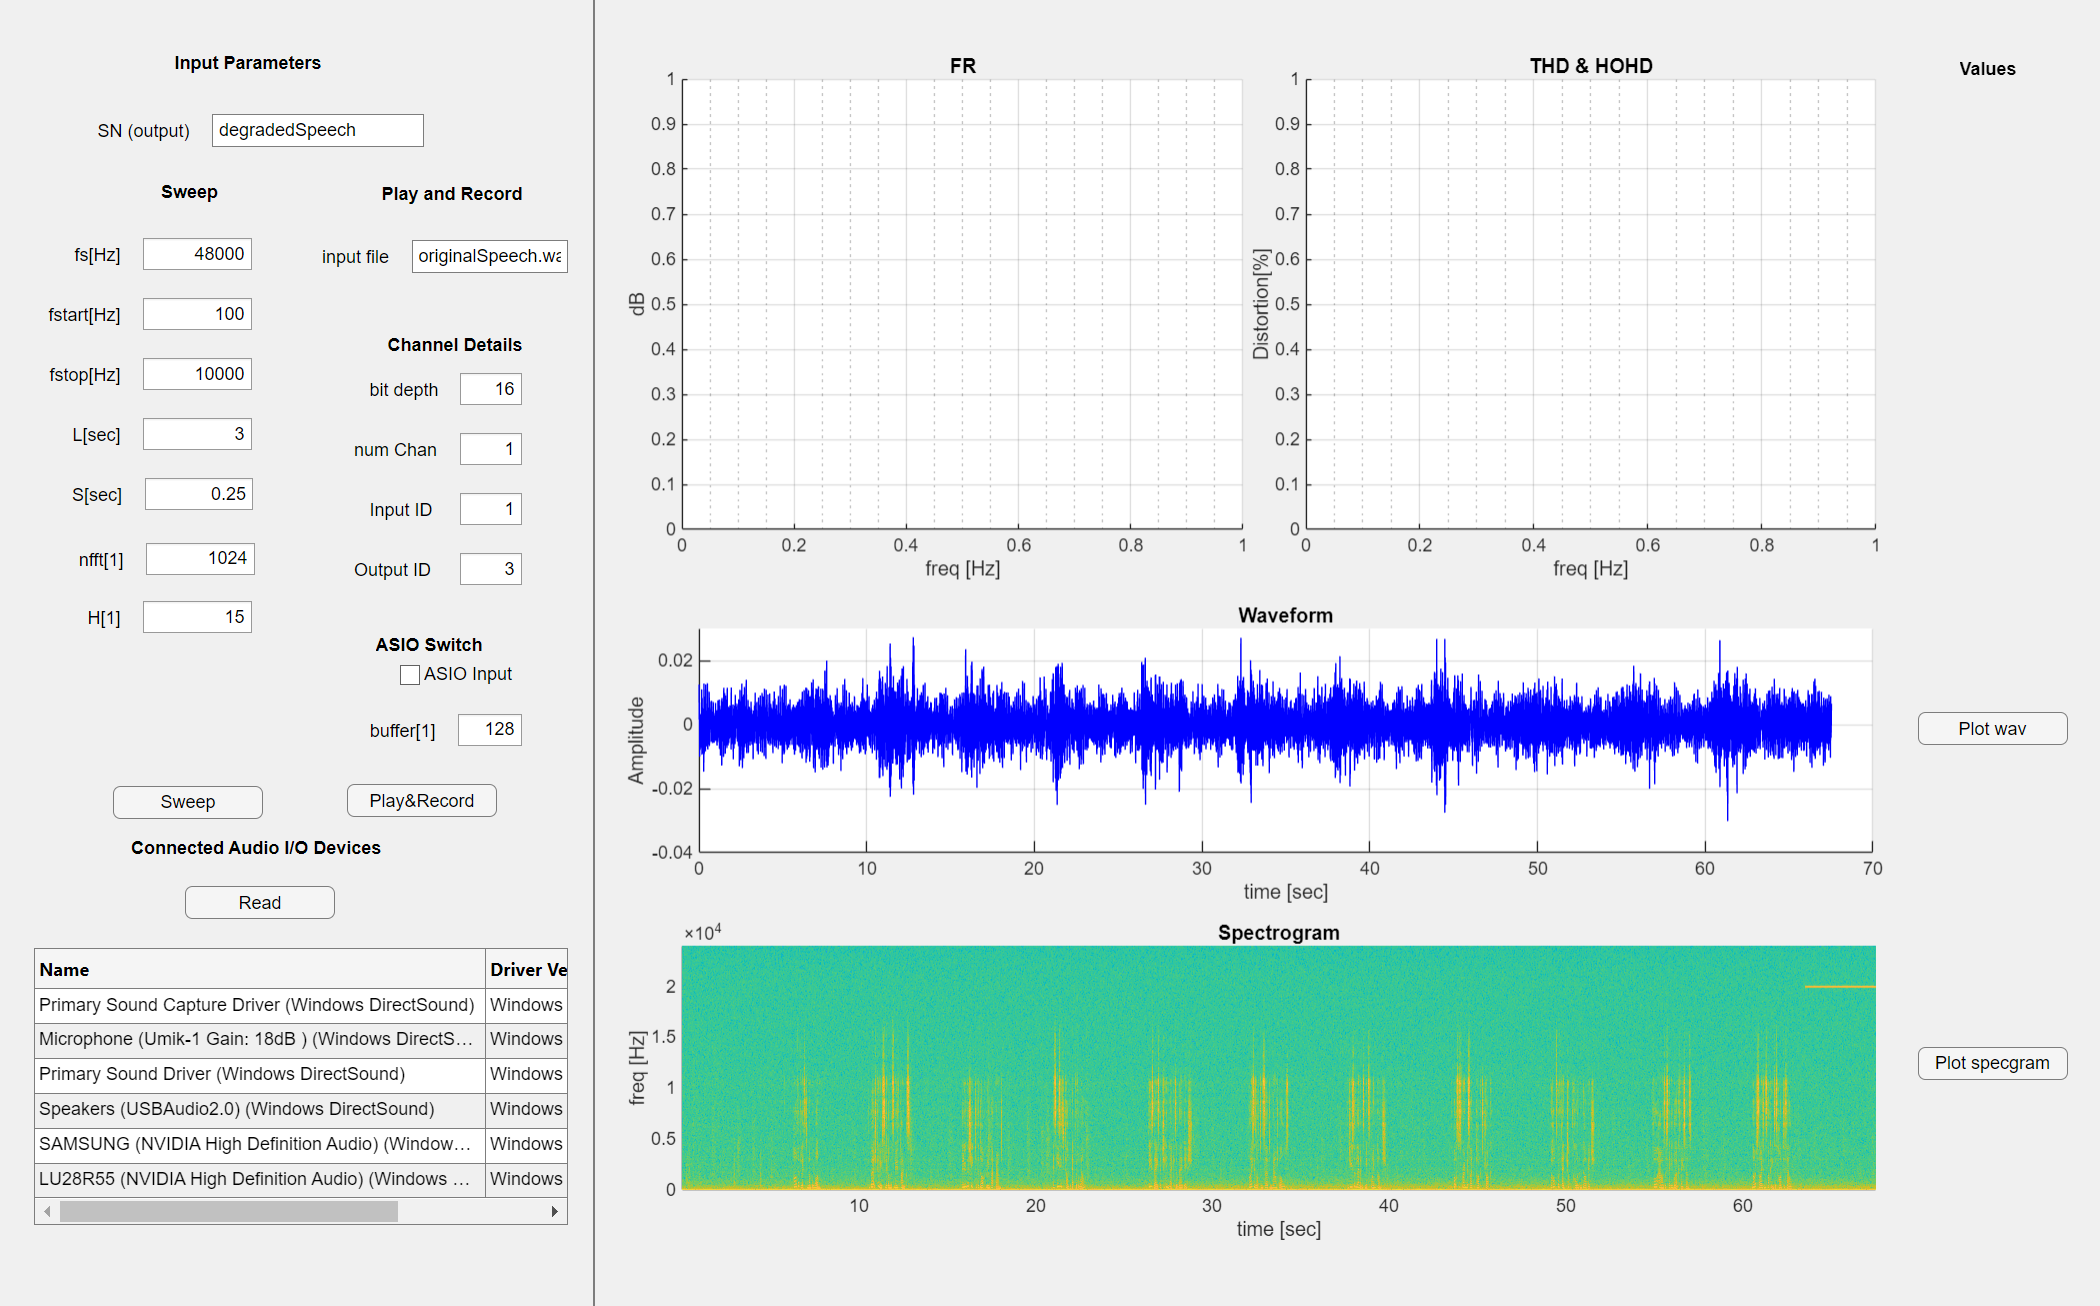 Input Parameters
SN (output) degradedSpeech
Sweep
Play and Record
fs[Hz] 48000
input file originalSpeech.wa
fstart[Hz] 100
fstop[Hz] 10000
L[sec] 3
S[sec] 0.25
nfft[1] 1024
H[1] 15
Channel Details
bit depth 16
num Chan 1
Input ID 1
Output ID 3
ASIO Switch
ASIO Input
buffer[1] 128
Sweep
Play&Record
Connected Audio I/O Devices
Read
Name Driver Ve
Primary Sound Capture Driver (Windows DirectSound) Windows
Microphone (Umik-1 Gain: 18dB ) (Windows DirectS... Windows
Primary Sound Driver (Windows DirectSound) Windows
Speakers (USBAudio2.0) (Windows DirectSound) Windows
SAMSUNG (NVIDIA High Definition Audio) (Window... Windows
LU28R55 (NVIDIA High Definition Audio) (Windows ... Windows
FR
1
0.9
0.8
0.7
0.6
0.5
0.4
0.3
0.2
0.1
0
dB
0 0.2 0.4 0.6 0.8 1
freq [Hz]
THD & HOHD
1
0.9
0.8
0.7
0.6
0.5
0.4
0.3
0.2
0.1
0
Distortion[%]
0 0.2 0.4 0.6 0.8 1
freq [Hz]
Values
Waveform
0.02
0
-0.02
-0.04
Amplitude
0 10 20 30 40 50 60 70
time [sec]
Plot wav
Spectrogram
×10⁴
2
1.5
1
0.5
0
freq [Hz]
10 20 30 40 50 60
time [sec]
Plot specgram